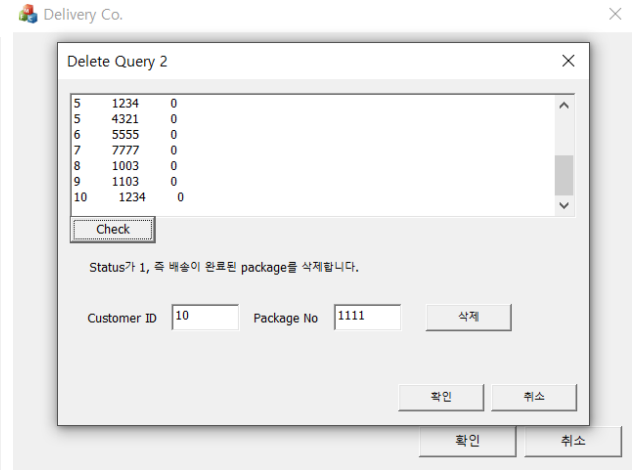 Delivery Co.
Delete Query 2
5 1234 0
5 4321 0
6 5555 0
7 7777 0
8 1003 0
9 1103 0
10 1234 0
Check
Status가 1, 즉 배송이 완료된 package를 삭제합니다.
Customer ID 10 Package No 1111 삭제
확인 취소
확인 취소